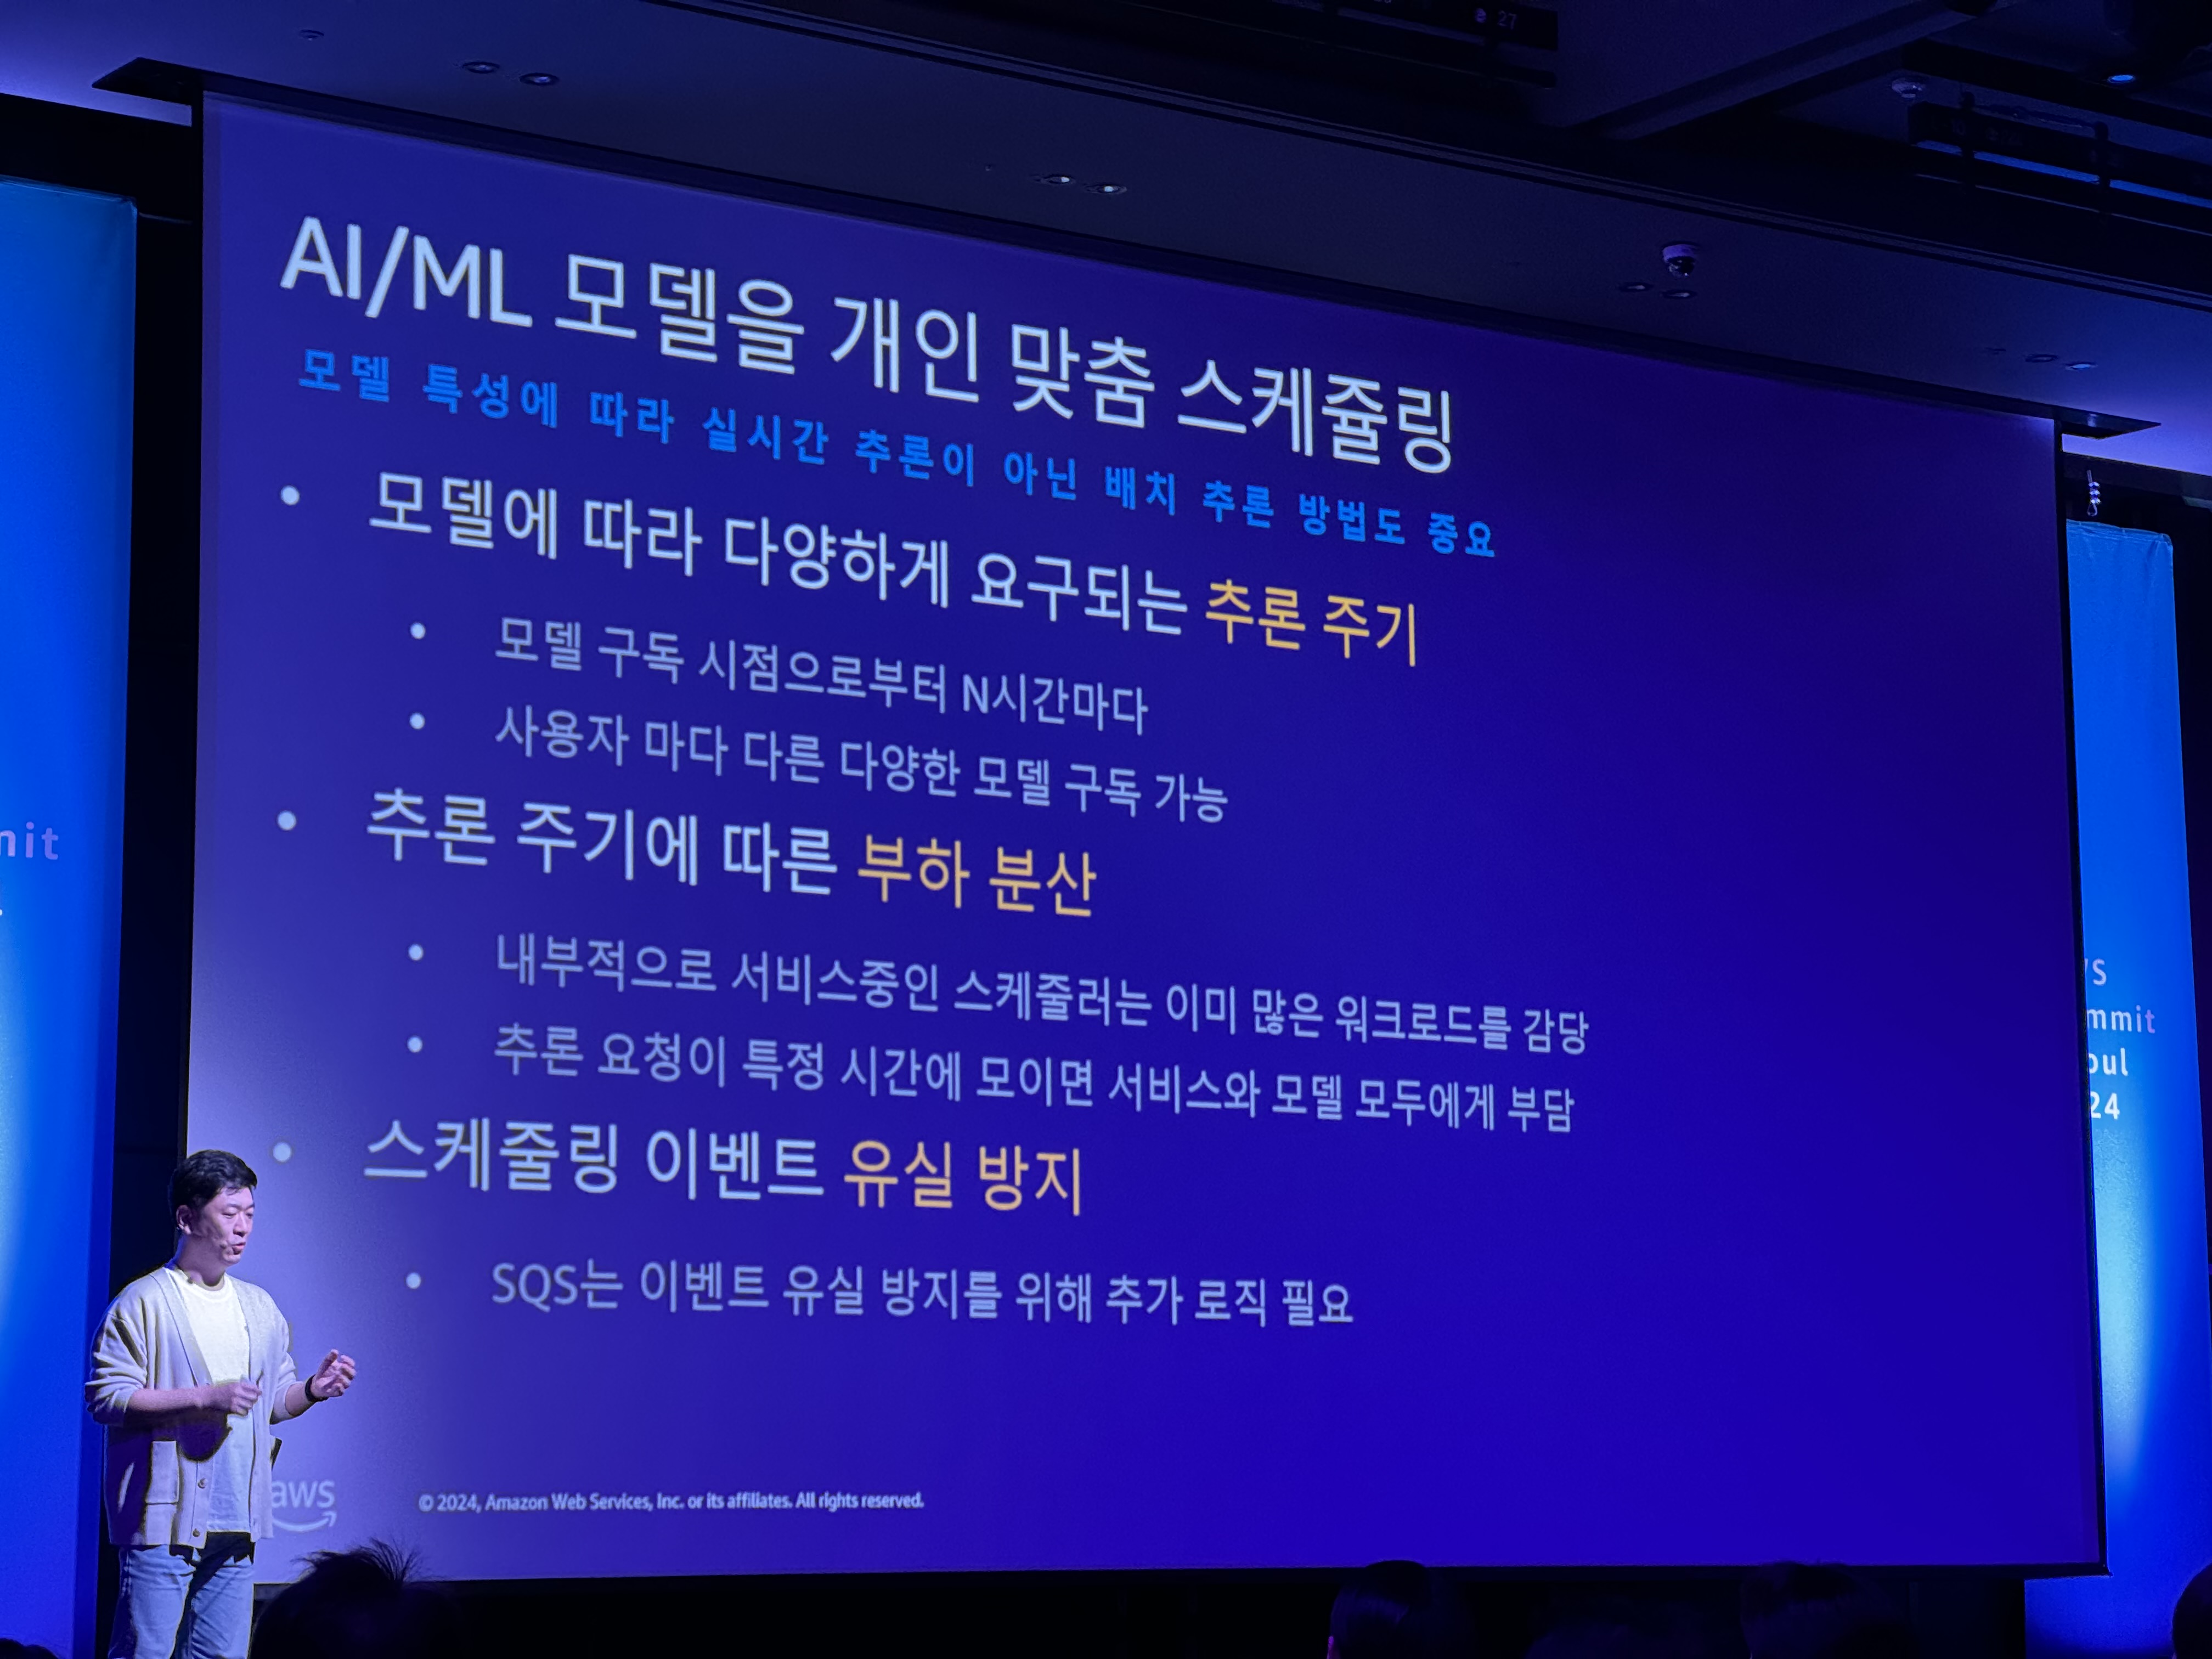 27
AI/ML 모델을 개인 맞춤 스케쥴링
모델 특성에 따라 실시간 추론이 아닌 배치 추론 방법도 중요
• 모델에 따라 다양하게 요구되는 추론 주기
• 모델 구독 시점으로부터 N시간마다
• 사용자 마다 다른 다양한 모델 구독 가능
• 추론 주기에 따른 부하 분산
• 내부적으로 서비스중인 스케줄러는 이미 많은 워크로드를 감당
• 추론 요청이 특정 시간에 모이면 서비스와 모델 모두에게 부담
• 스케줄링 이벤트 유실 방지
• SQS는 이벤트 유실 방지를 위해 추가 로직 필요
aws
© 2024, Amazon Web Services, Inc. or its affiliates. All rights reserved.
mit
S
mmit
oul
24